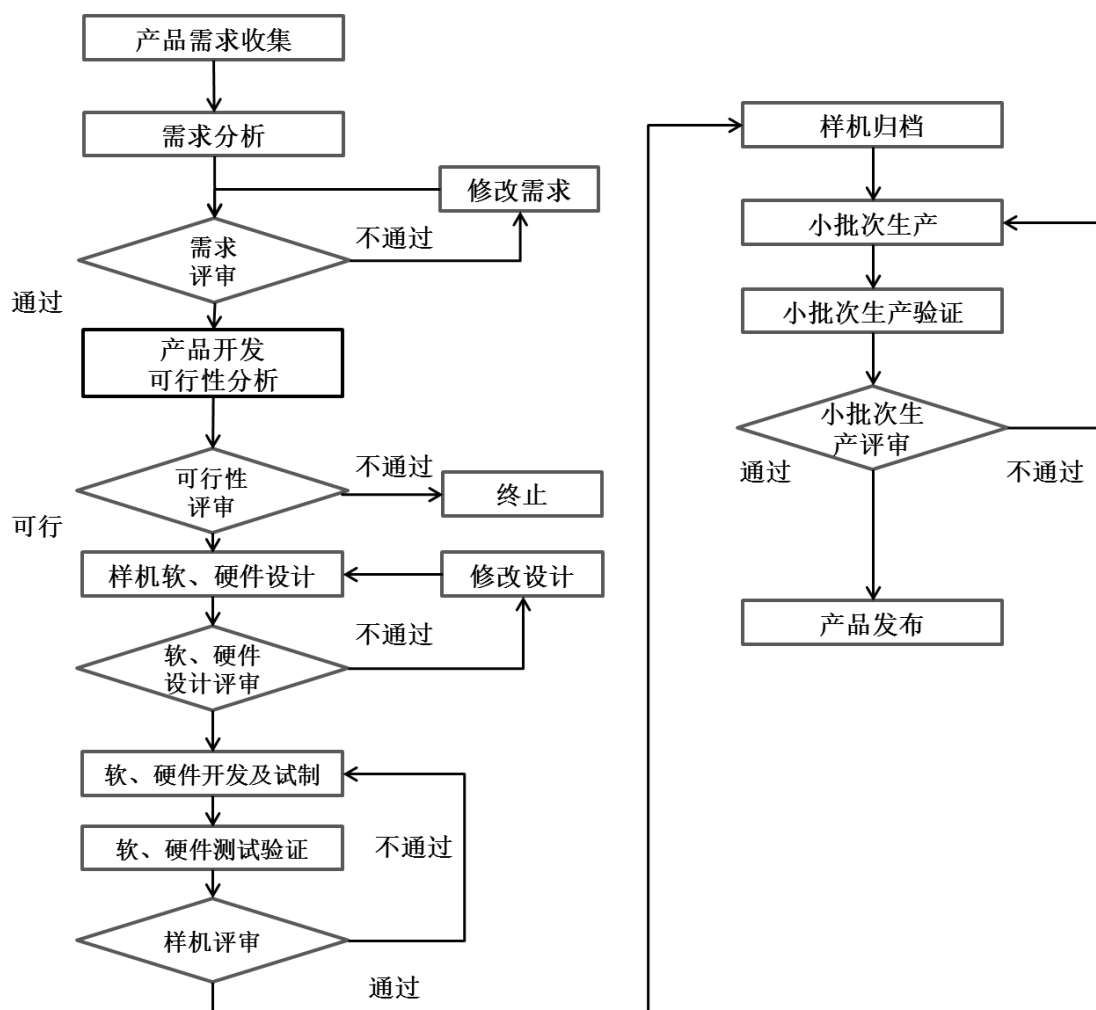 产品需求收集
需求分析
修改需求
不通过
需求
评审
通过
产品开发
可行性分析
不通过
可行性
评审
终止
可行
样机软、硬件设计
修改设计
不通过
软、硬件
设计评审
软、硬件开发及试制
软、硬件测试验证
不通过
样机评审
通过
样机归档
小批次生产
小批次生产验证
小批次生
产评审
通过
不通过
产品发布